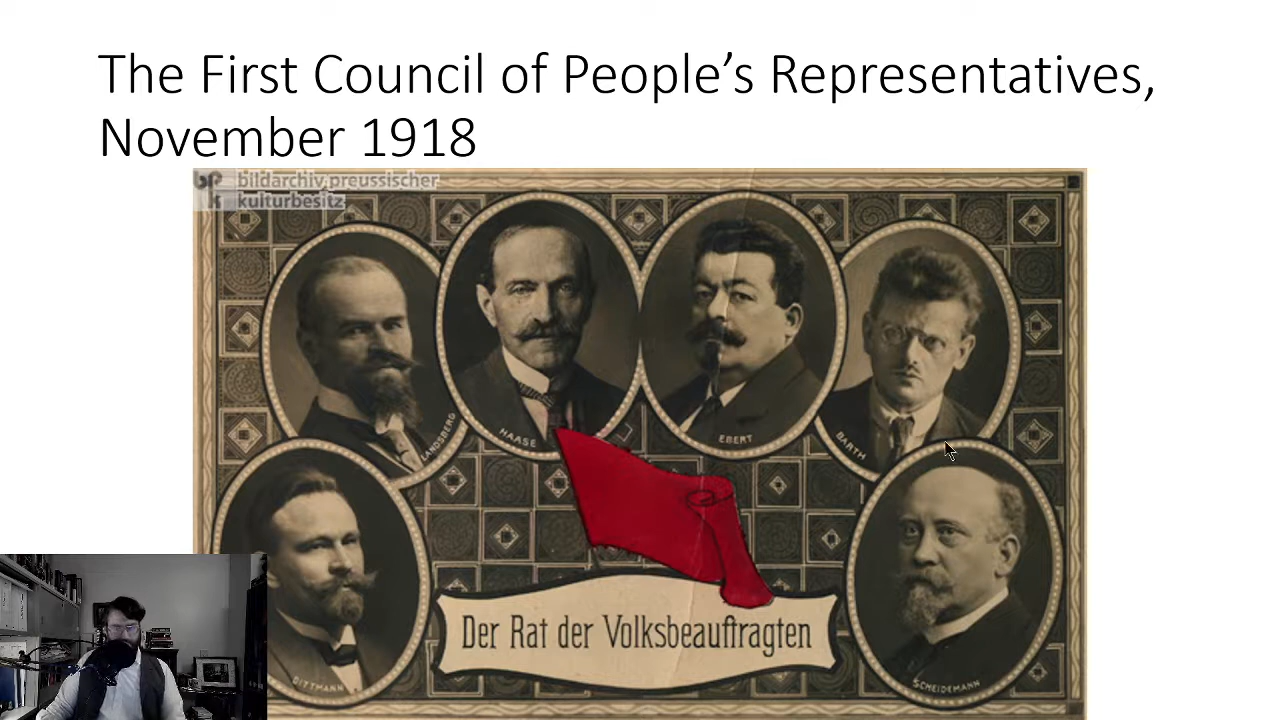 The First Council of People’s Representatives,
November 1918
bpk
bildarchiv preussischer
kulturbesitz
LANDSBERG
HAASE
EBERT
BARTH
DITTMANN
SCHEIDEMANN
Der Rat der Volksbeauftragten